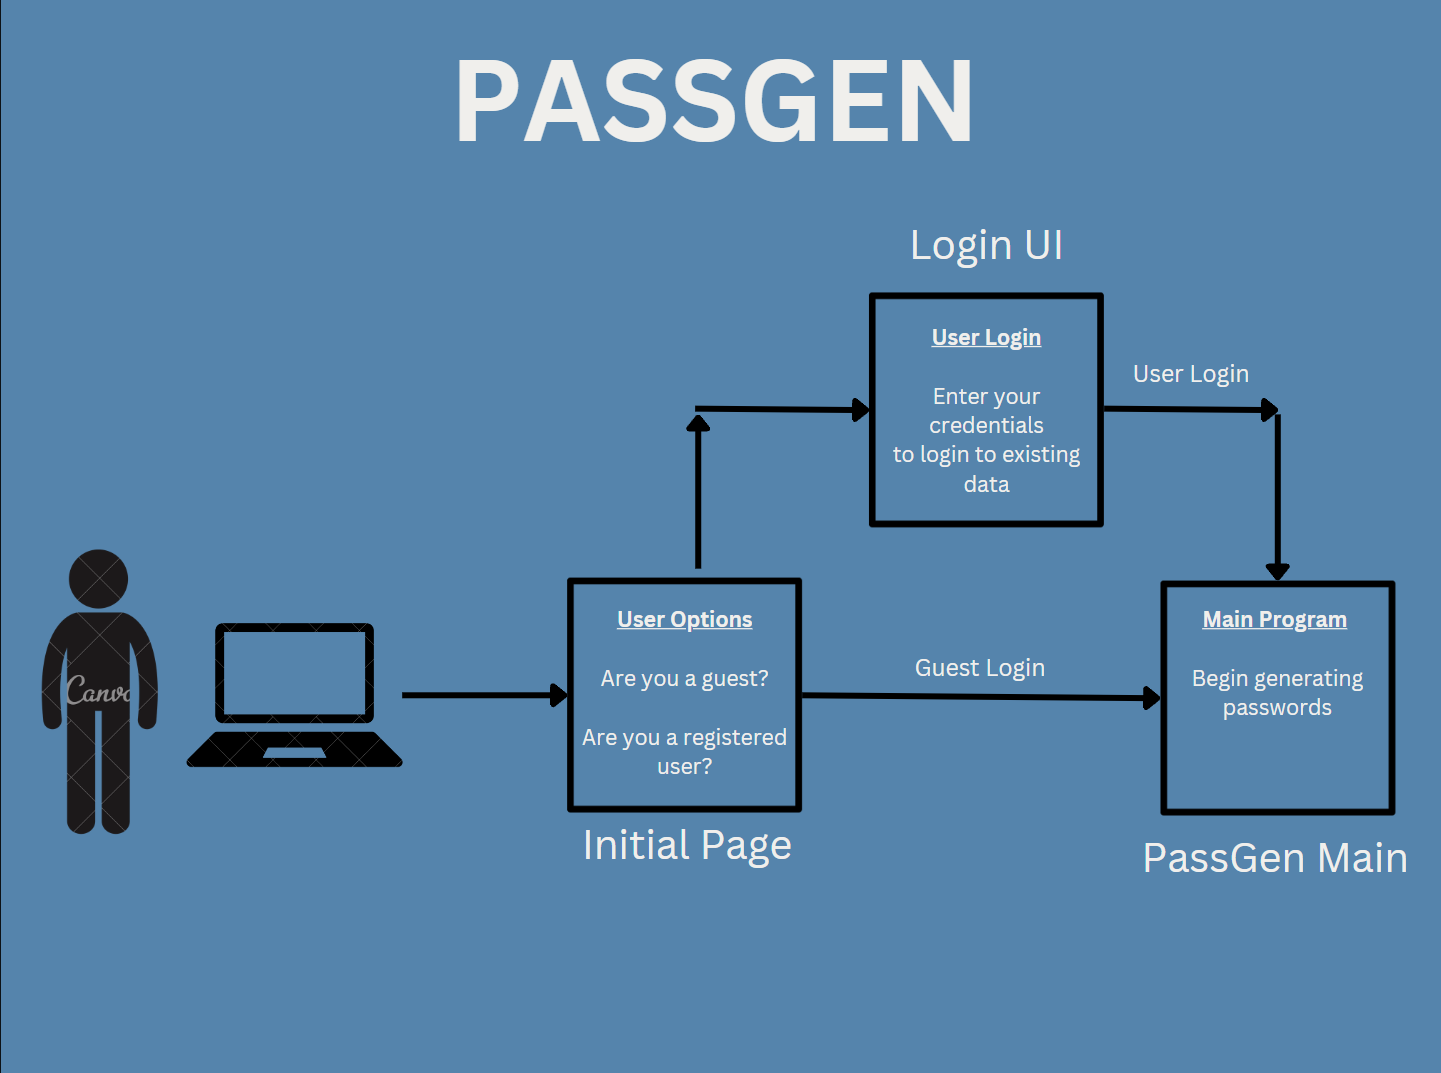 PASSGEN
Login UI
User Login
Enter your
credentials
to login to existing
data
User Login
User Options
Are you a guest?
Are you a registered
user?
Initial Page
Guest Login
Main Program
Begin generating
passwords
PassGen Main